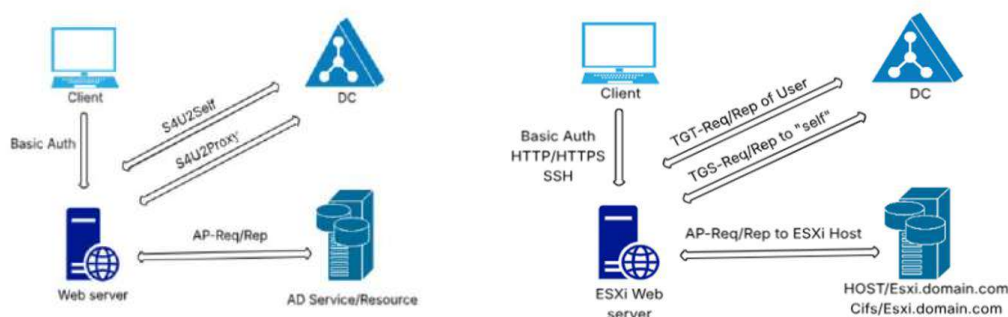 Client
DC
Basic Auth
S4U2Self
S4U2Proxy
AP-Req/Rep
Web server
AD Service/Resource
Client
DC
Basic Auth
HTTP/HTTPS
SSH
TGT-Req/Rep of User
TGS-Req/Rep to "self"
AP-Req/Rep to ESXi Host
ESXi Web
server
HOST/Esxi.domain.com
Cifs/Esxi.domain.com